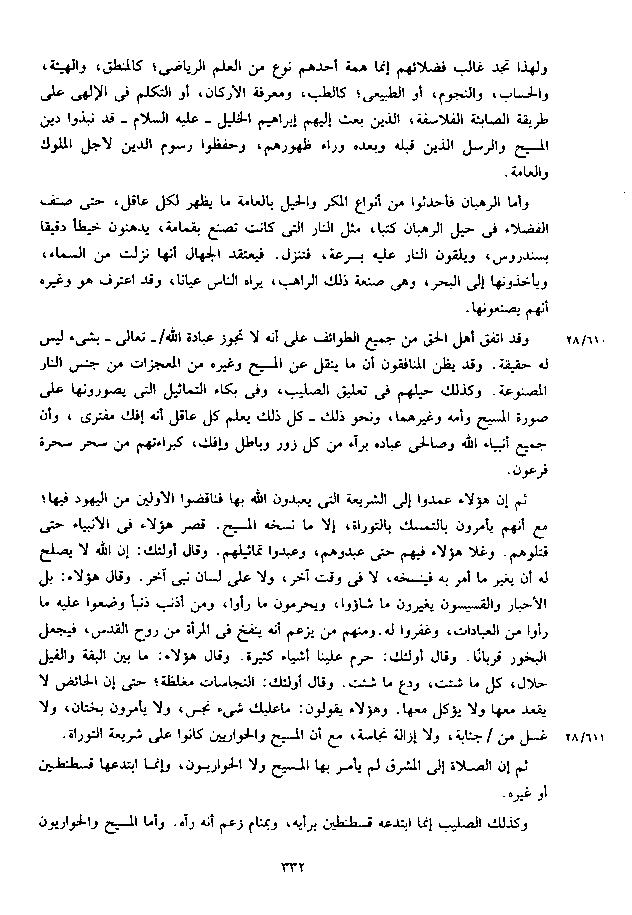 ولهذا تجد غالب فضلائهم إنما همة أحدهم نوع من العلم الرياضي؛ كالمنطق، والهيئة،
والحساب، والنجوم، أو الطبيعي؛ كالطب، ومعرفة الأركان، أو التكلم فى الإلهى على
طريقة الصابئة الفلاسفة، الذين بعث إليهم إبراهيم الخليل ـ عليه السلام ـ قد نبذوا دين
المسيح والرسل الذين قبله وبعده وراء ظهورهم، وحفظوا رسوم الدين لأجل الملوك
والعامة.
وأما الرهبان فأحدثوا من أنواع المكر والحيل بالعامة ما يظهر لكل عاقل، حتى صنف
الفضلاء فى حيل الرهبان كتبا، مثل النار التى كانت تصنع بقمامة، يدهنون خيطاً دقيقا
بسندروس، ويلقون النار عليه بسرعة، فتنزل. فيعتقد الجهال أنها نزلت من السماء،
ويأخذونها إلى البحر، وهى صنعة ذلك الراهب، يراه الناس عيانا، وقد اعترف هو وغيره
أنهم يصنعونها.
٢٨/٦١٠ وقد اتفق أهل الحق من جميع الطوائف على أنه لا تجوز عبادة الله/ـ تعالى ـ بشىء ليس
له حقيقة. وقد يظن المنافقون أن ما ينقل عن المسيح وغيره من المعجزات من جنس النار
المصنوعة. وكذلك حيلهم فى تعليق الصليب، وفى بكاء التماثيل التى يصورونها على
صورة المسيح وأمه وغيرهما، ونحو ذلك ـ كل ذلك يعلم كل عاقل أنه إفك مفترى ، وأن
جميع أنبياء الله وصالحى عباده برآء من كل زور وباطل وإفك، كبراءتهم من سحر سحرة
فرعون.
ثم إن هؤلاء عمدوا إلى الشريعة التى يعبدون الله بها فناقضوا الأولين من اليهود فيها؛
مع أنهم يأمرون بالتمسك بالتوراة، إلا ما نسخه المسيح. قصر هؤلاء فى الأنبياء حتى
قتلوهم. وغلا هؤلاء فيهم حتى عبدوهم، وعبدوا تماثيلهم. وقال أولئك: إن الله لا يصلح
له أن يغير ما أمر به فينسخه، لا فى وقت آخر، ولا على لسان نبى آخر. وقال هؤلاء: بل
الأحبار والقسيسون يغيرون ما شاؤوا، ويحرمون ما رأوا، ومن أذنب ذنباً وضعوا عليه ما
رأوا من العبادات، وغفروا له.ومنهم من يزعم أنه ينفخ فى المرأة من روح القدس، فيجعل
البخور قربانًا. وقال أولئك: حرم علينا أشياء كثيرة. وقال هؤلاء: ما بين البقة والفيل
حلال، كل ما شئت، ودع ما شئت. وقال أولئك: النجاسات مغلظة؛ حتى إن الحائض لا
يقعد معها ولا يؤكل معها. وهؤلاء يقولون: ماعليك شىء نجس، ولا يأمرون بختان، ولا
٢٨/٦١١ غسل من / جنابة، ولا إزالة نجاسة، مع أن المسيح والحواريين كانوا على شريعة التوراة.
ثم إن الصلاة إلى المشرق لم يأمر بها المسيح ولا الحواريون، وإنما ابتدعها قسطنطين
أو غيره.
وكذلك الصليب إنما ابتدعه قسطنطين برأيه، وبمنام زعم أنه رآه. وأما المسيح والحواريون
٣٣٢